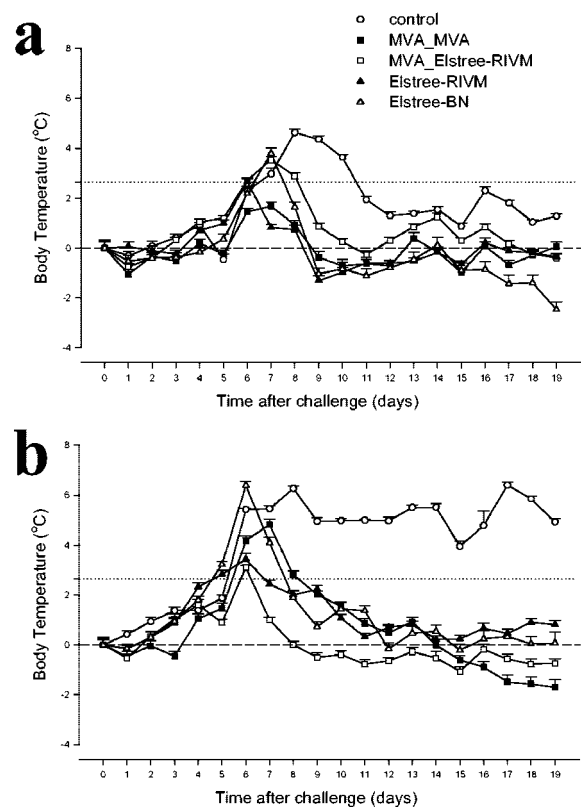 a
control
MVA_MVA
MVA_Elstree-RIVM
Elstree-RIVM
Elstree-BN
Body Temperature (°C)
8
6
4
2
0
-2
-4
0 1 2 3 4 5 6 7 8 9 10 11 12 13 14 15 16 17 18 19
Time after challenge (days)
b
Body Temperature (°C)
8
6
4
2
0
-2
-4
0 1 2 3 4 5 6 7 8 9 10 11 12 13 14 15 16 17 18 19
Time after challenge (days)